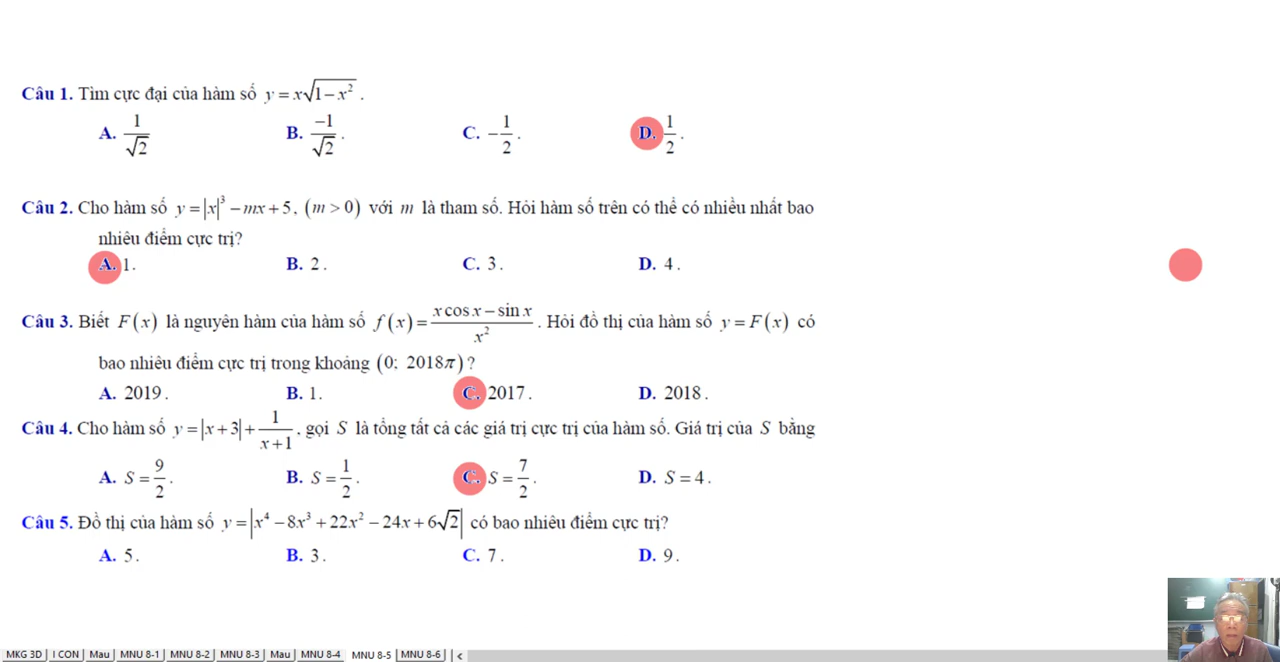 Câu 1. Tìm cực đại của hàm số y = x√(1−x²) .
A. 1/√2 B. −1/√2 . C. −1/2 . D. 1/2 .
Câu 2. Cho hàm số y = |x|³ − mx + 5, (m > 0) với m là tham số. Hỏi hàm số trên có thể có nhiều nhất bao
nhiêu điểm cực trị?
A. 1. B. 2 . C. 3 . D. 4 .
Câu 3. Biết F(x) là nguyên hàm của hàm số f(x) = (x cos x − sin x)/x² . Hỏi đồ thị của hàm số y = F(x) có
bao nhiêu điểm cực trị trong khoảng (0; 2018π) ?
A. 2019 . B. 1. C. 2017 . D. 2018 .
Câu 4. Cho hàm số y = |x + 3| + 1/(x+1) , gọi S là tổng tất cả các giá trị cực trị của hàm số. Giá trị của S bằng
A. S = 9/2 . B. S = 1/2 . C. S = 7/2 . D. S = 4 .
Câu 5. Đồ thị của hàm số y = |x⁴ − 8x³ + 22x² − 24x + 6√2| có bao nhiêu điểm cực trị?
A. 5 . B. 3 . C. 7 . D. 9 .
MKG 3D | I CON | Mau | MNU 8-1 | MNU 8-2 | MNU 8-3 | Mau | MNU 8-4 MNU 8-5 | MNU 8-6 | <